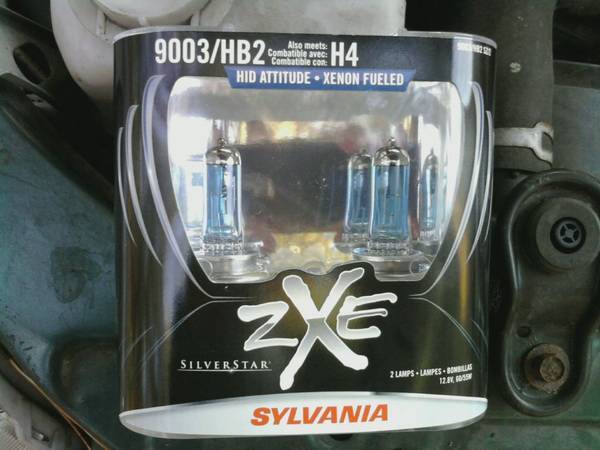 9003/HB2 Also meets: H4
Combatible avec:
Combatible con:
HID ATTITUDE • XENON FUELED
ZXE
SILVERSTAR®
2 LAMPS • LAMPES • BOMBILLAS
12.8V, 60/55W
SYLVANIA